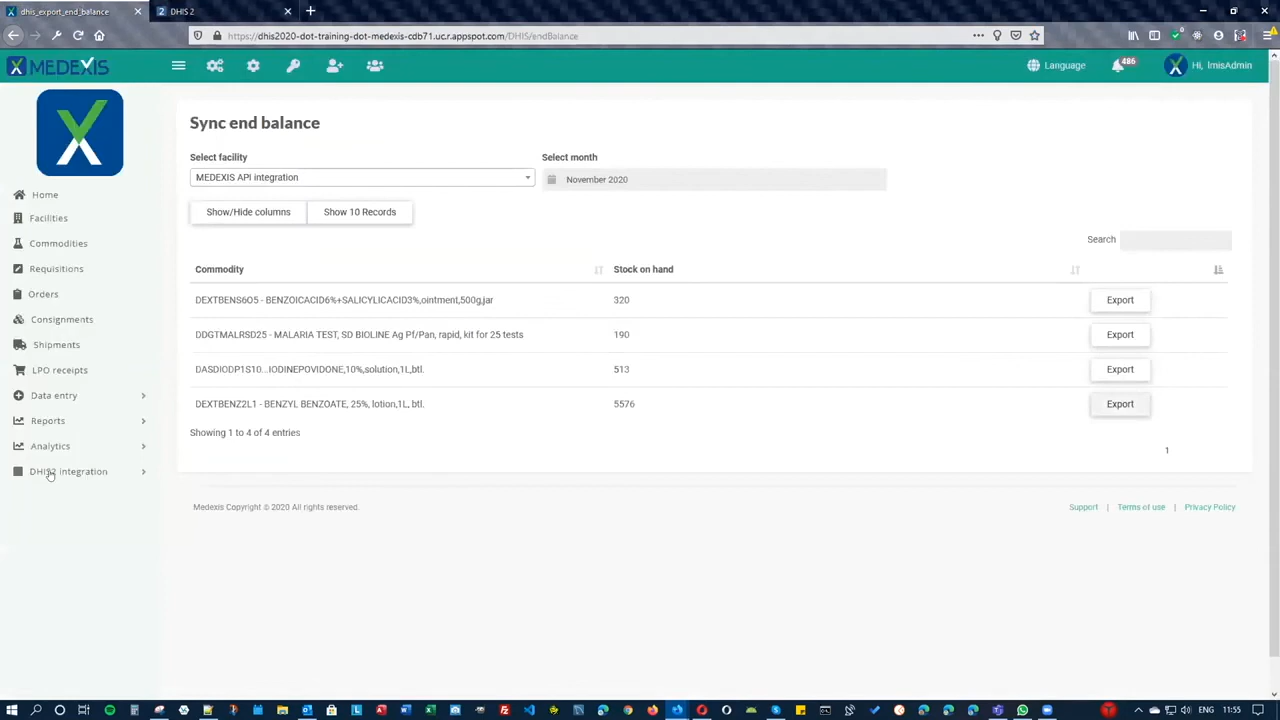 dhis_export_end_balance
DHIS 2
https://dhis2020-dot-training-dot-medexis-cdb71.uc.r.appspot.com/DHIS/endBalance
MEDEXIS
Language
486
Hi, lmisAdmin
Home
Facilities
Commodities
Requisitions
Orders
Consignments
Shipments
LPO receipts
Data entry
Reports
Analytics
DHIS2 integration
Sync end balance
Select facility
Select month
MEDEXIS API integration
November 2020
Show/Hide columns
Show 10 Records
Search
Commodity Stock on hand
DEXTBENS6O5 - BENZOICACID6%+SALICYLICACID3%,ointment,500g,jar 320 Export
DDGTMALRSD25 - MALARIA TEST, SD BIOLINE Ag Pf/Pan, rapid, kit for 25 tests 190 Export
DASDIODP1S10...IODINEPOVIDONE,10%,solution,1L,btl. 513 Export
DEXTBENZ2L1 - BENZYL BENZOATE, 25%, lotion,1L, btl. 5576 Export
Showing 1 to 4 of 4 entries
1
Medexis Copyright © 2020 All rights reserved.
Support | Terms of use | Privacy Policy
ENG 11:55